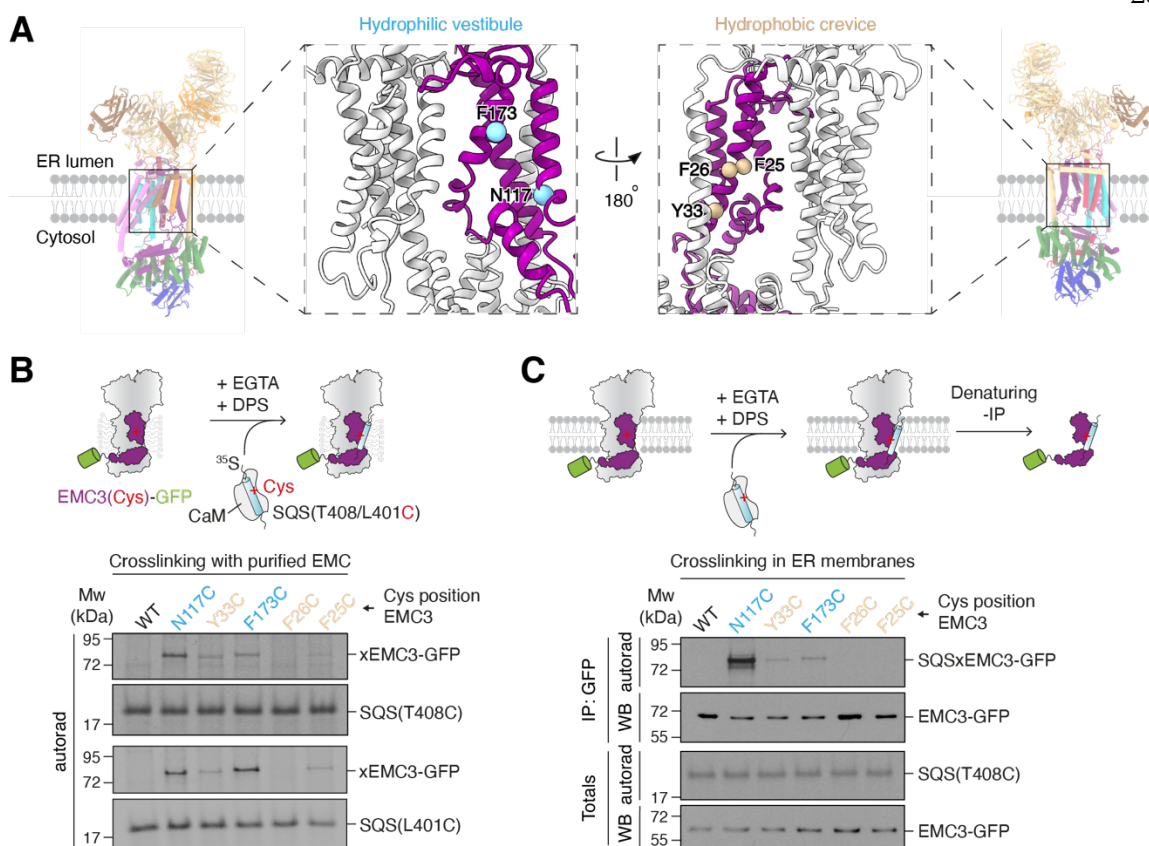 A
Hydrophilic vestibule
Hydrophobic crevice
ER lumen
Cytosol
F173
N117
180°
F26
F25
Y33
B
+ EGTA
+ DPS
35S
Cys
EMC3(Cys)-GFP
CaM
SQS(T408/L401C)
Crosslinking with purified EMC
Mw
(kDa)
WT
N117C
Y33C
F173C
F26C
F25C
Cys position
EMC3
autorad
95
72
xEMC3-GFP
17
SQS(T408C)
95
72
xEMC3-GFP
17
SQS(L401C)
C
+ EGTA
+ DPS
Denaturing
-IP
Crosslinking in ER membranes
Mw
(kDa)
WT
N117C
Y33C
F173C
F26C
F25C
Cys position
EMC3
IP: GFP
autorad
95
72
SQSxEMC3-GFP
WB
72
55
EMC3-GFP
Totals
autorad
17
SQS(T408C)
WB
72
55
EMC3-GFP